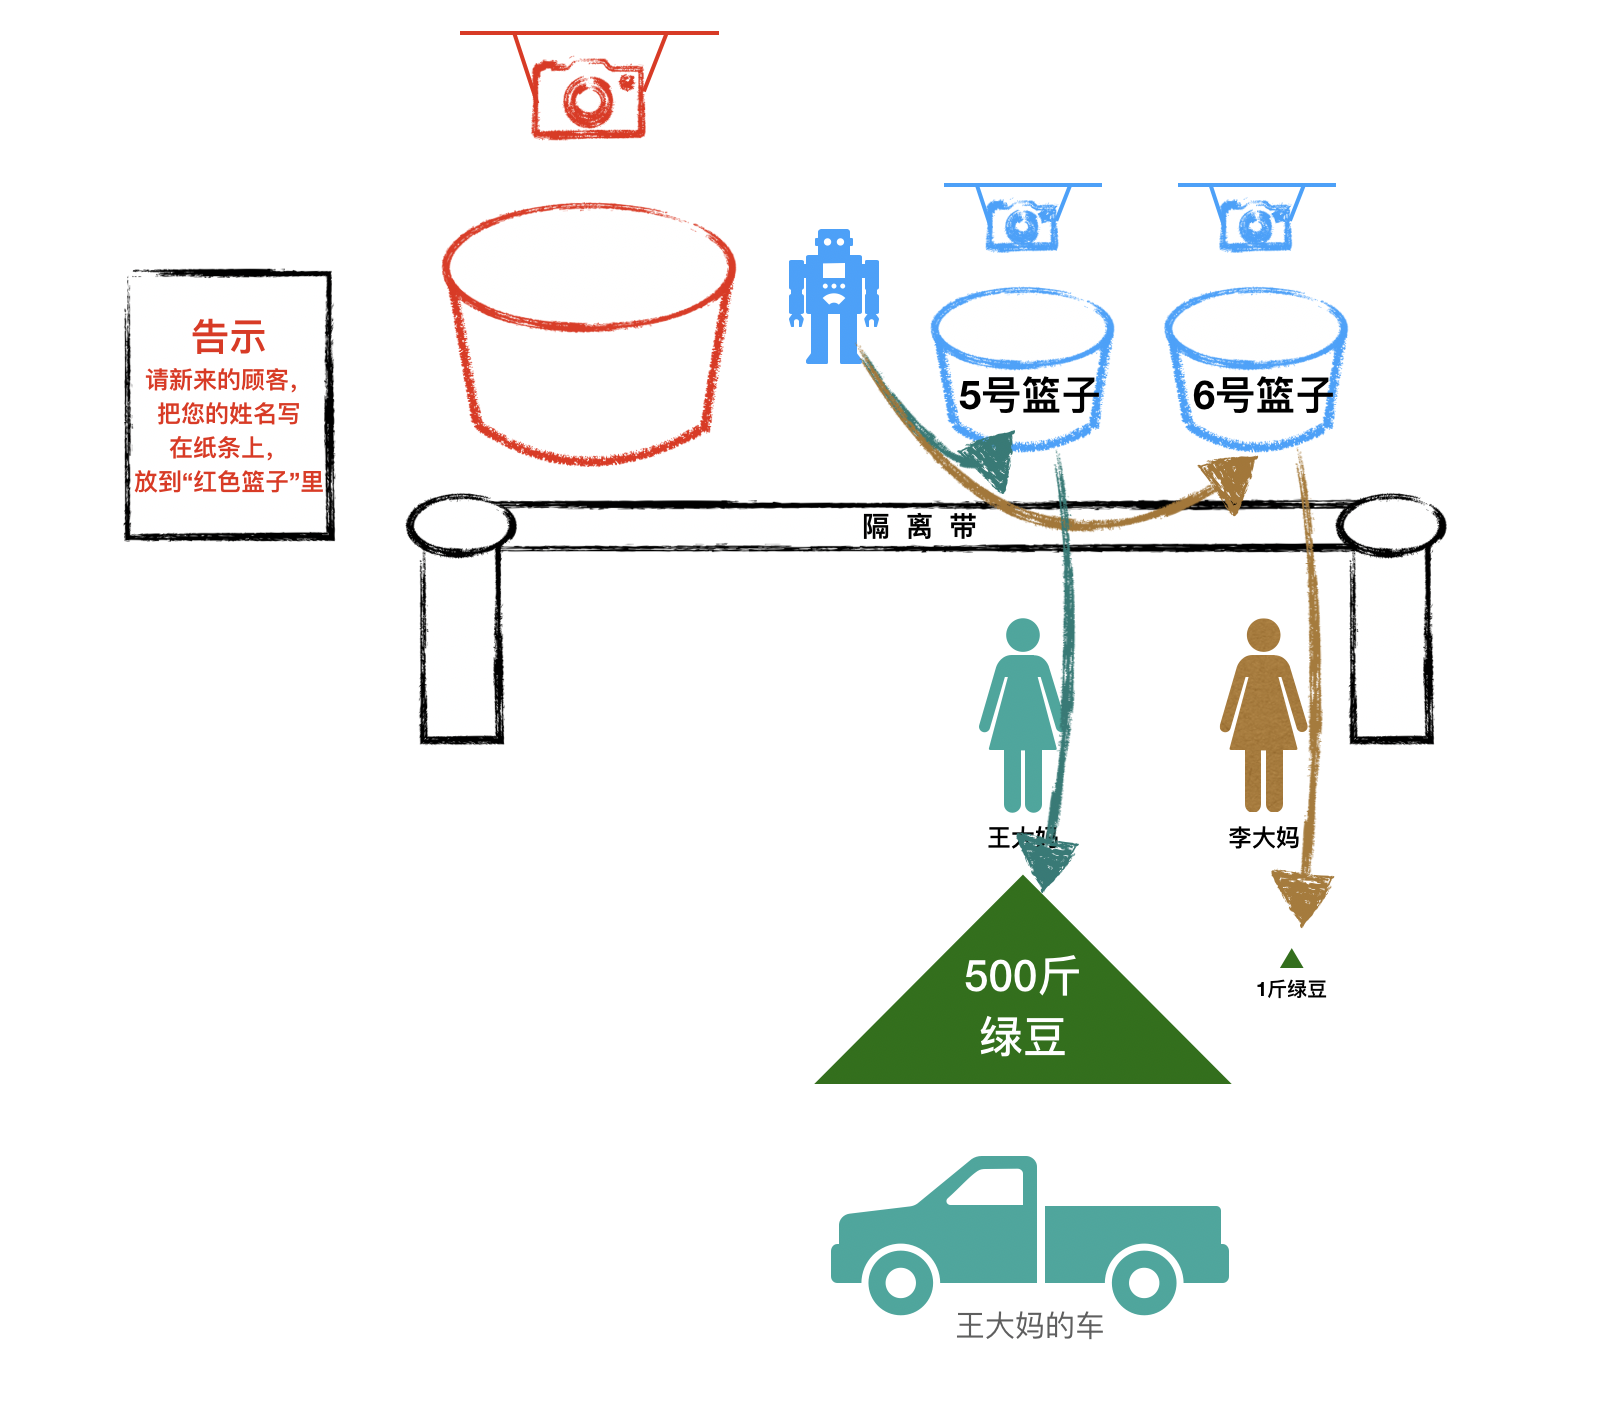 告示
请新来的顾客，
把您的姓名写
在纸条上，
放到“红色篮子”里
5号篮子
6号篮子
隔离带
王大妈
李大妈
500斤
绿豆
1斤绿豆
王大妈的车